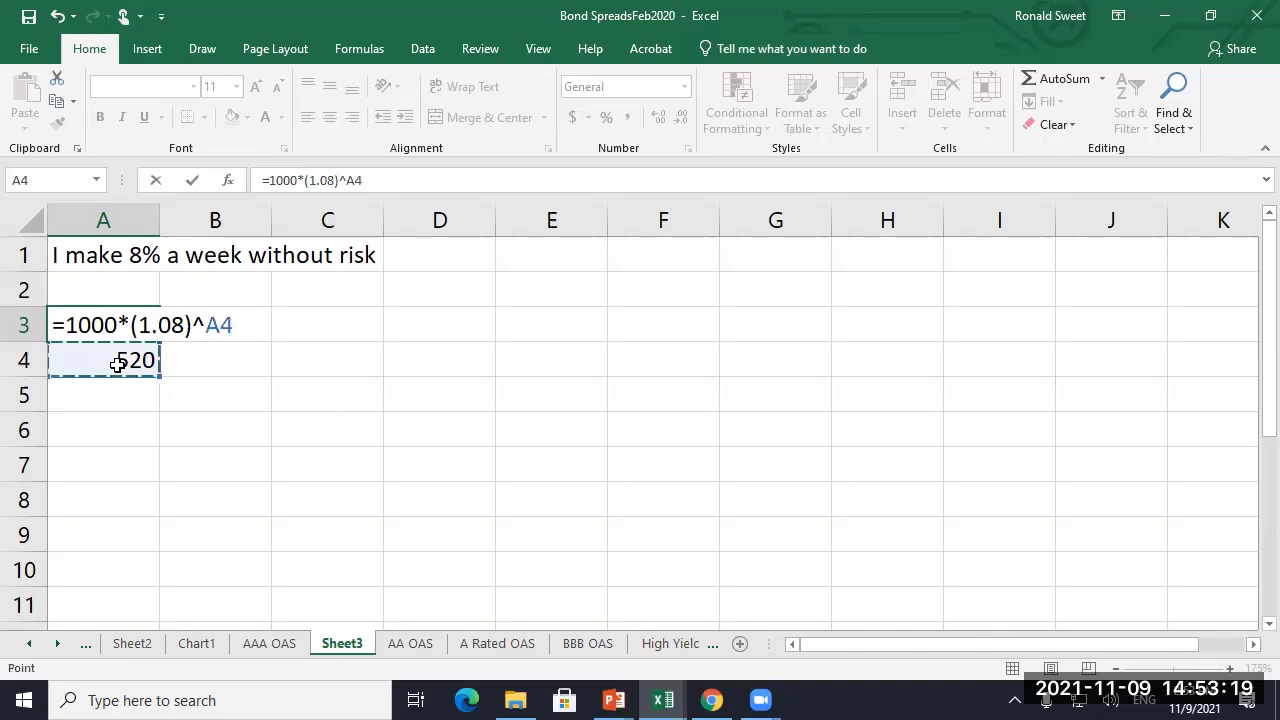 Bond SpreadsFeb2020 - Excel
Ronald Sweet
File Home Insert Draw Page Layout Formulas Data Review View Help Acrobat Tell me what you want to do Share
11 Wrap Text General AutoSum
Paste B I U A Merge & Center $ % , Conditional Formatting Format as Table Cell Styles Insert Delete Format Fill Clear Sort & Filter Find & Select
Clipboard Font Alignment Number Styles Cells Editing
A4 fx =1000*(1.08)^A4
A B C D E F G H I J K
1 I make 8% a week without risk
2
3 =1000*(1.08)^A4
4 520
5
6
7
8
9
10
11
... Sheet2 Chart1 AAA OAS Sheet3 AA OAS A Rated OAS BBB OAS High Yielc ...
Point 175%
Type here to search ENG 2021-11-09 14:53:19
11/9/2021